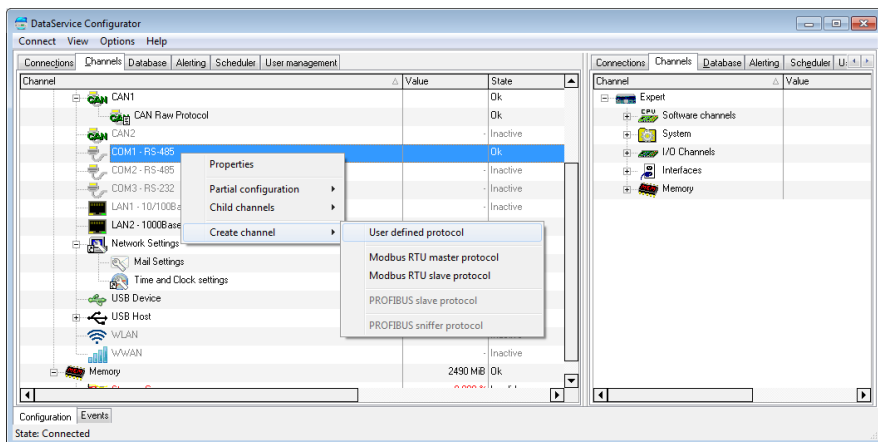 DataService Configurator
Connect View Options Help
Connections Channels Database Alerting Scheduler User management
Channel Value State
CAN1 Ok
CAN Raw Protocol Ok
CAN2 - Inactive
COM1 - RS-485 Ok
COM2 - RS-485 - Inactive
COM3 - RS-232 - Inactive
LAN1 - 10/100Ba - Inactive
LAN2 - 1000Base
Network Settings
Mail Settings
Time and Clock settings
USB Device
USB Host
WLAN
WWAN - Inactive
Memory 2490 MiB Ok
Properties
Partial configuration
Child channels
Create channel
User defined protocol
Modbus RTU master protocol
Modbus RTU slave protocol
PROFIBUS slave protocol
PROFIBUS sniffer protocol
Connections Channels Database Alerting Scheduler U
Channel Value
Expert
Software channels
System
I/O Channels
Interfaces
Memory
Configuration Events
State: Connected